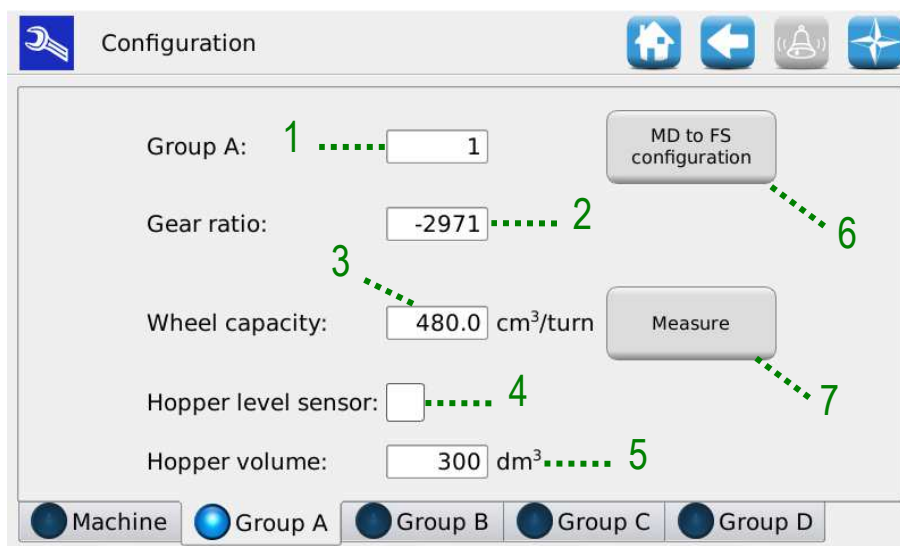 Configuration
Group A: 1 1
MD to FS
configuration
6
Gear ratio: -2971 2
3
Wheel capacity: 480.0 cm³/turn
Measure
7
Hopper level sensor: 4
Hopper volume: 300 dm³ 5
Machine Group A Group B Group C Group D